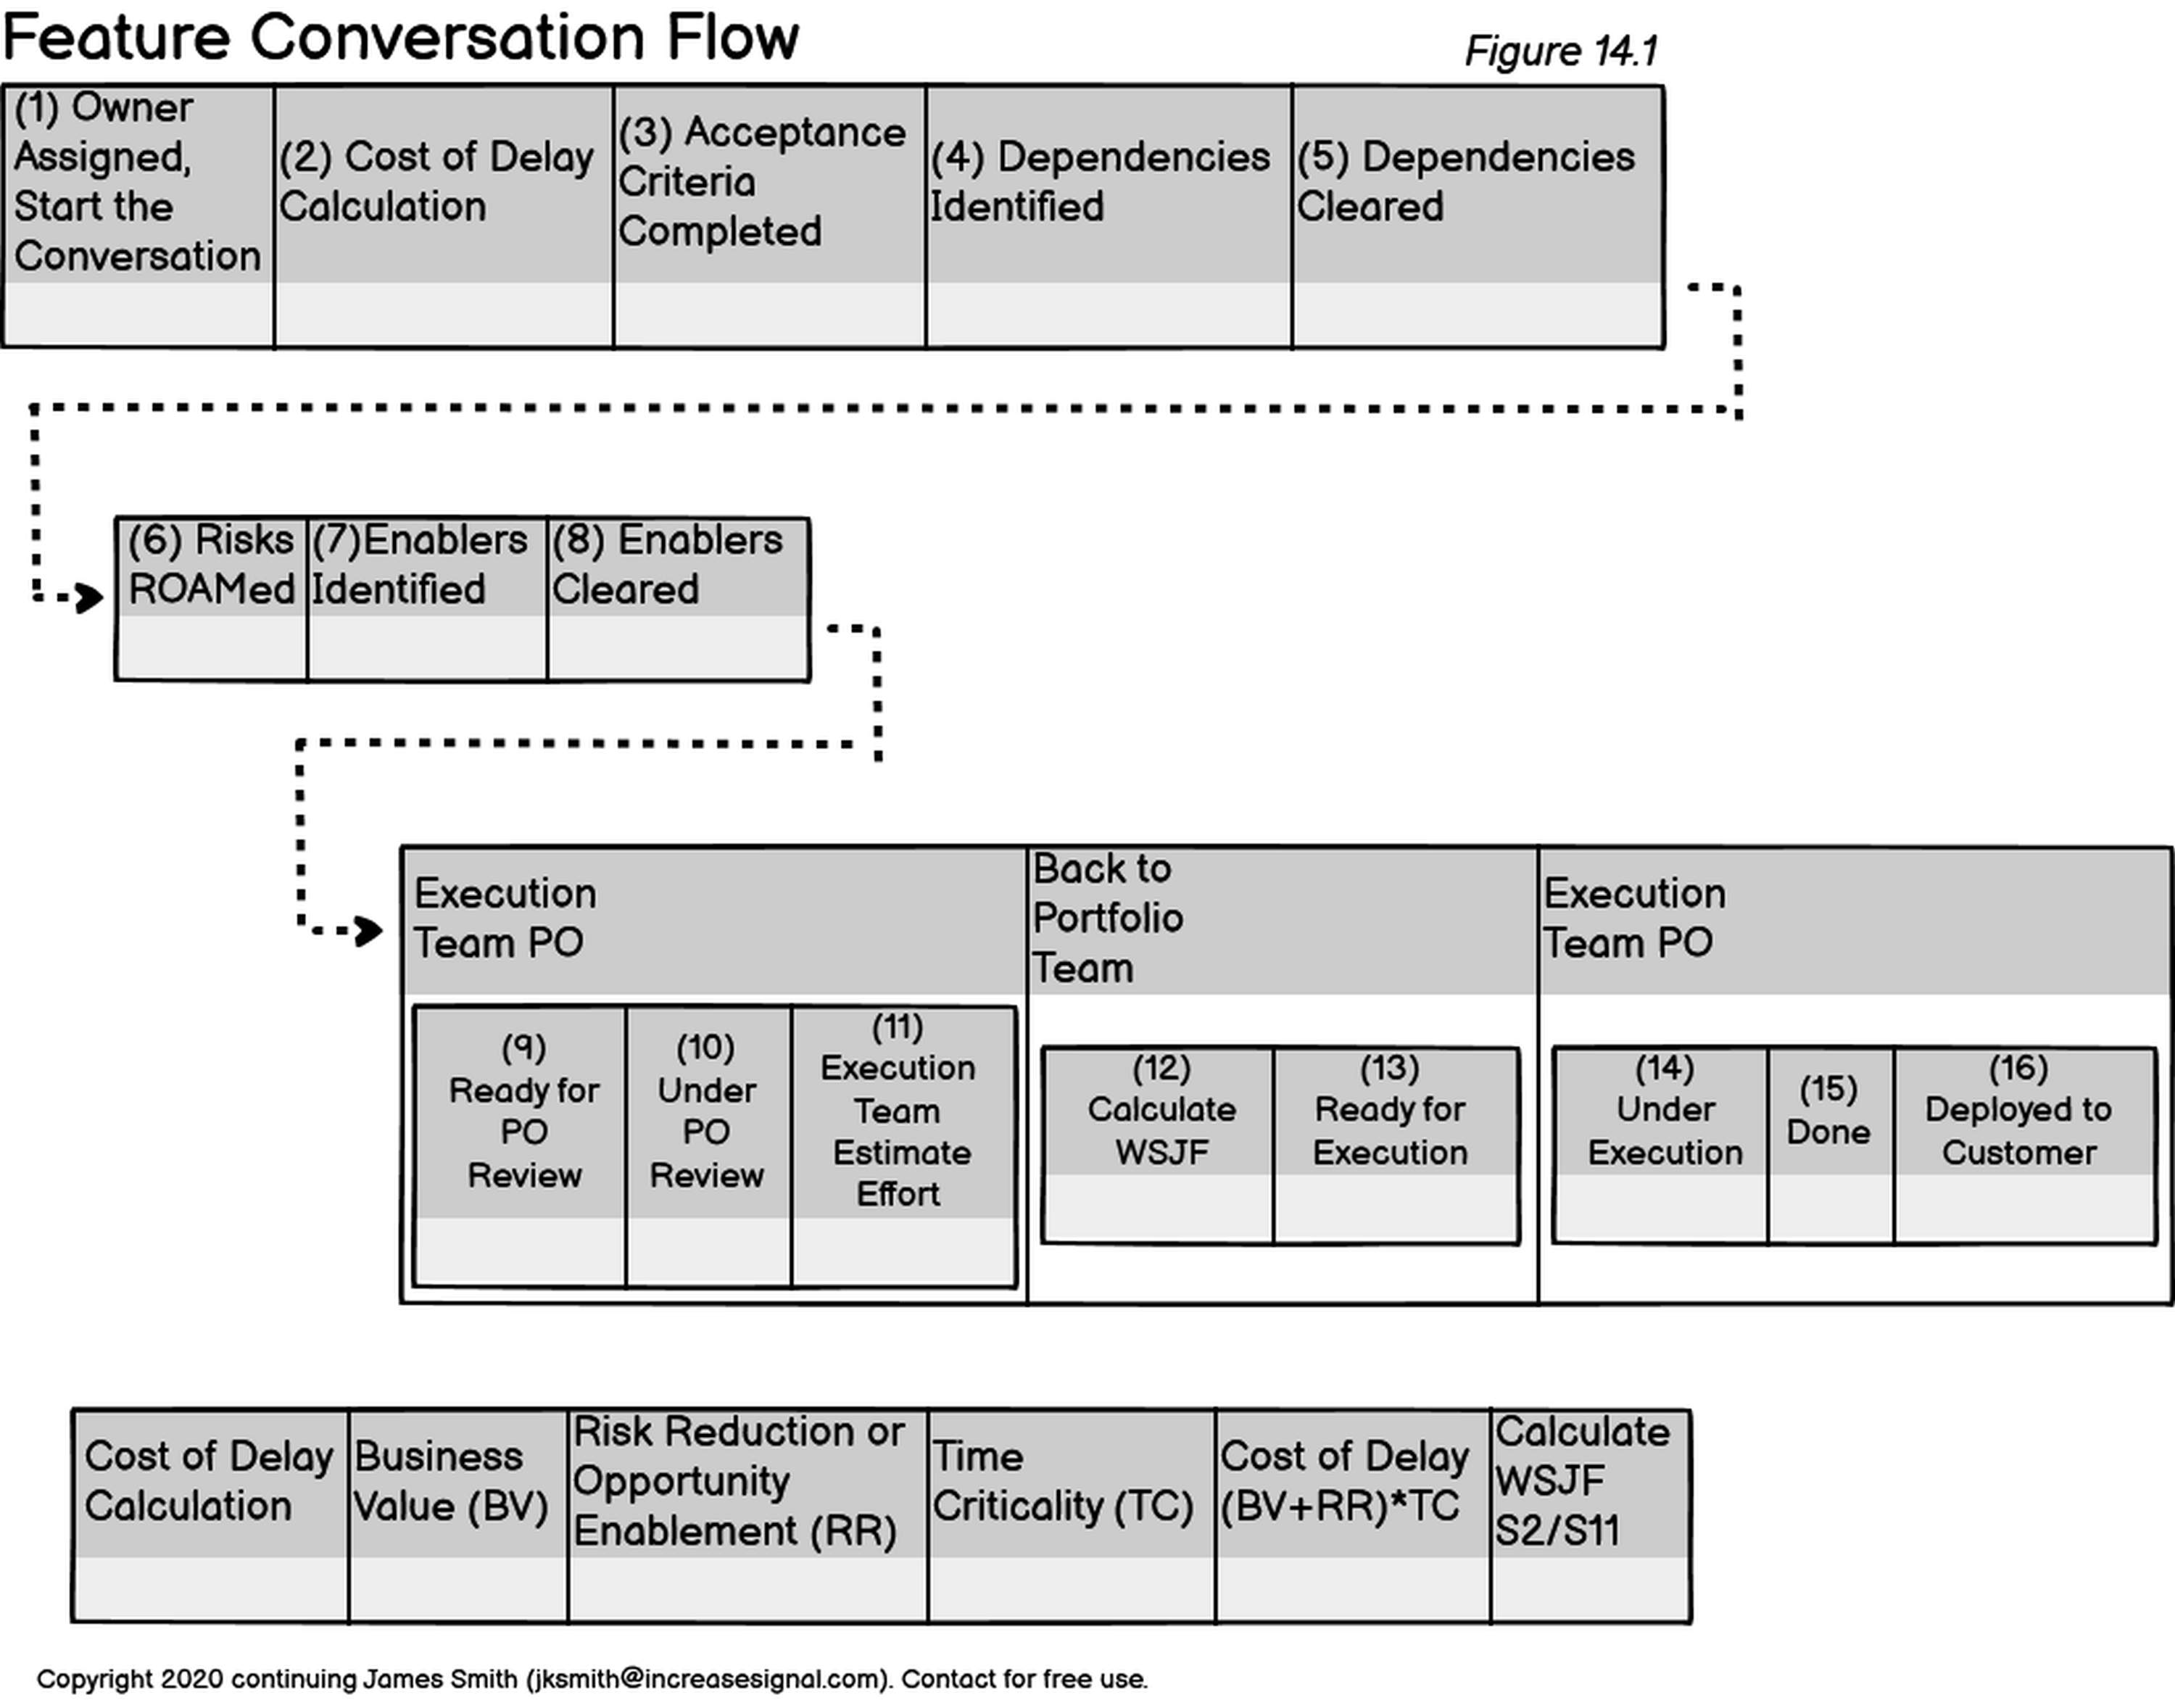 Feature Conversation Flow
Figure 14.1
(1) Owner
Assigned,
Start the
Conversation
(2) Cost of Delay
Calculation
(3) Acceptance
Criteria
Completed
(4) Dependencies
Identified
(5) Dependencies
Cleared
(6) Risks
ROAMed
(7)Enablers
Identified
(8) Enablers
Cleared
Execution
Team PO
(9)
Ready for
PO
Review
(10)
Under
PO
Review
(11)
Execution
Team
Estimate
Effort
Back to
Portfolio
Team
(12)
Calculate
WSJF
(13)
Ready for
Execution
Execution
Team PO
(14)
Under
Execution
(15)
Done
(16)
Deployed to
Customer
Cost of Delay
Calculation
Business
Value (BV)
Risk Reduction or
Opportunity
Enablement (RR)
Time
Criticality (TC)
Cost of Delay
(BV+RR)*TC
Calculate
WSJF
S2/S11
Copyright 2020 continuing James Smith (jksmith@increasesignal.com). Contact for free use.